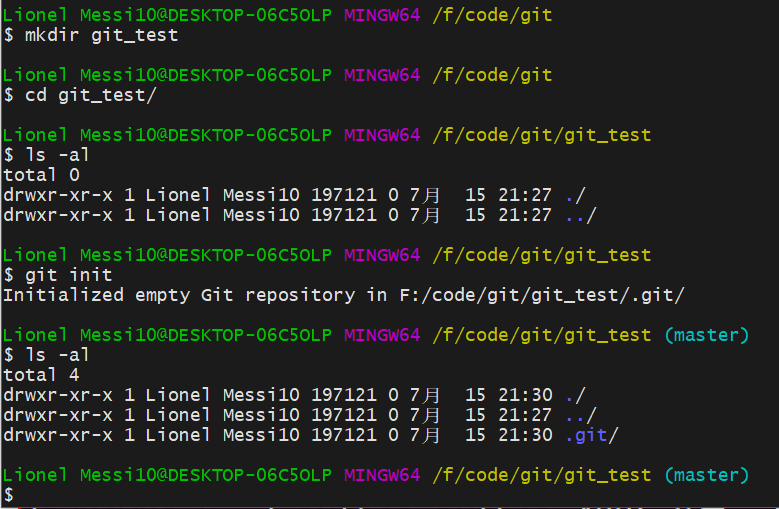 Lionel Messi10@DESKTOP-06C5OLP MINGW64 /f/code/git
$ mkdir git_test
Lionel Messi10@DESKTOP-06C5OLP MINGW64 /f/code/git
$ cd git_test/
Lionel Messi10@DESKTOP-06C5OLP MINGW64 /f/code/git/git_test
$ ls -al
total 0
drwxr-xr-x 1 Lionel Messi10 197121 0 7月  15 21:27 ./
drwxr-xr-x 1 Lionel Messi10 197121 0 7月  15 21:27 ../
Lionel Messi10@DESKTOP-06C5OLP MINGW64 /f/code/git/git_test
$ git init
Initialized empty Git repository in F:/code/git/git_test/.git/
Lionel Messi10@DESKTOP-06C5OLP MINGW64 /f/code/git/git_test (master)
$ ls -al
total 4
drwxr-xr-x 1 Lionel Messi10 197121 0 7月  15 21:30 ./
drwxr-xr-x 1 Lionel Messi10 197121 0 7月  15 21:27 ../
drwxr-xr-x 1 Lionel Messi10 197121 0 7月  15 21:30 .git/
Lionel Messi10@DESKTOP-06C5OLP MINGW64 /f/code/git/git_test (master)
$